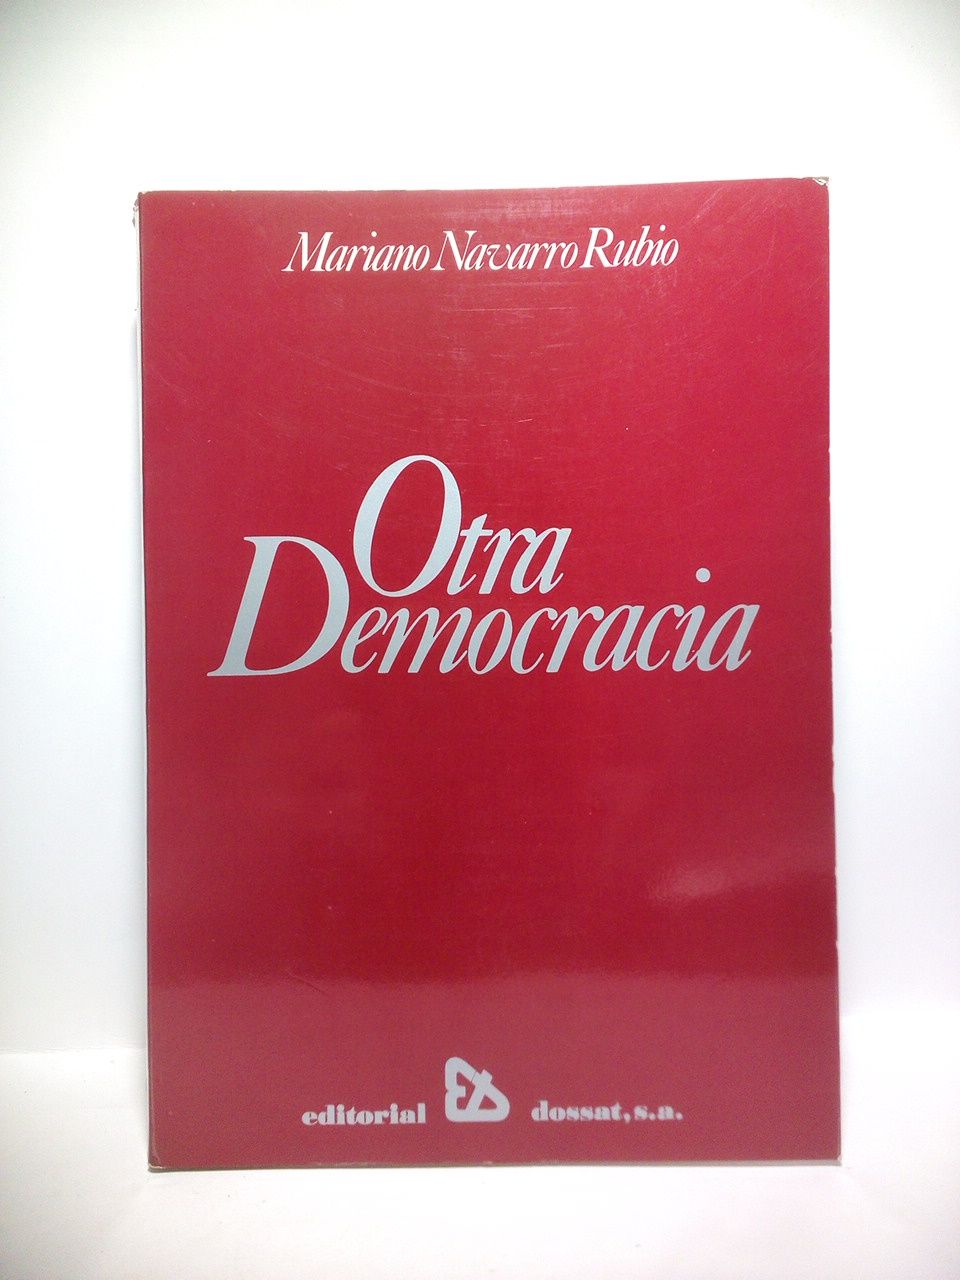 Mariano Navarro Rubio
Otra
Democracia
editorial dossat, s.a.